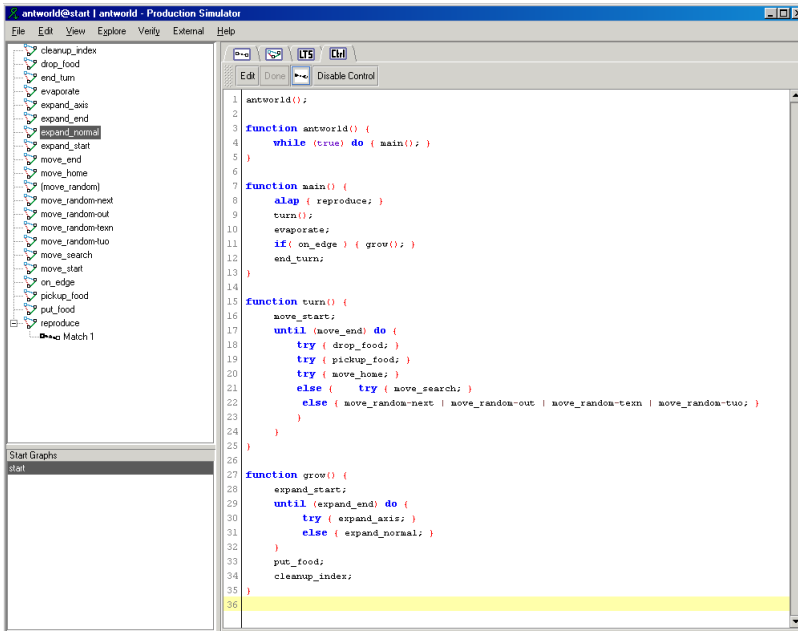 antworld@start | antworld - Production Simulator
File Edit View Explore Verify External Help
cleanup_index
drop_food
end_turn
evaporate
expand_axis
expand_end
expand_normal
expand_start
move_end
move_home
(move_random)
move_random-next
move_random-out
move_random-texn
move_random-tuo
move_search
move_start
on_edge
pickup_food
put_food
reproduce
Match 1
Start Graphs
start
LTS Ctrl
Edit Done Disable Control
1 antworld();
2
3 function antworld() {
4 while (true) do { main(); }
5 }
6
7 function main() {
8 alap { reproduce; }
9 turn();
10 evaporate;
11 if( on_edge ) { grow(); }
12 end_turn;
13 }
14
15 function turn() {
16 move_start;
17 until (move_end) do {
18 try { drop_food; }
19 try { pickup_food; }
20 try { move_home; }
21 else { try { move_search; }
22 else { move_random-next | move_random-out | move_random-texn | move_random-tuo; }
23 }
24 }
25 }
26
27 function grow() {
28 expand_start;
29 until (expand_end) do {
30 try { expand_axis; }
31 else { expand_normal; }
32 }
33 put_food;
34 cleanup_index;
35 }
36